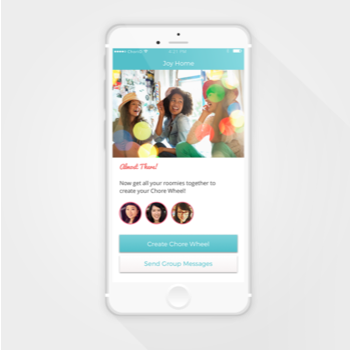 Joy Home
Almost There!
Now get all your roomies together to
create your Chore Wheel!
Create Chore Wheel
Send Group Messages